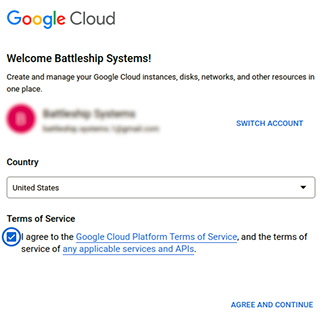 Google Cloud
Welcome Battleship Systems!
Create and manage your Google Cloud instances, disks, networks, and other resources in
one place.
SWITCH ACCOUNT
Country
United States
Terms of Service
I agree to the Google Cloud Platform Terms of Service, and the terms of
service of any applicable services and APIs.
AGREE AND CONTINUE